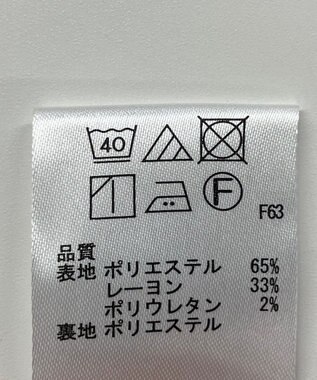 40
F
F63
品質
表地 ポリエステル 65%
レーヨン 33%
ポリウレタン 2%
裏地 ポリエステル